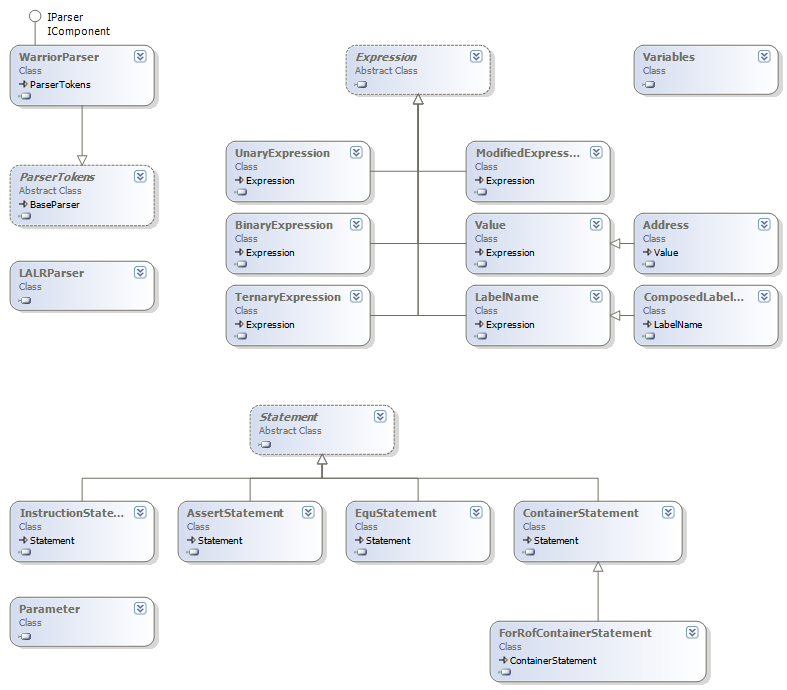 IParser
IComponent
WarriorParser
Class
ParserTokens
Expression
Abstract Class
Variables
Class
ParserTokens
Abstract Class
BaseParser
LALRParser
Class
UnaryExpression
Class
Expression
ModifiedExpress...
Class
Expression
BinaryExpression
Class
Expression
Value
Class
Expression
Address
Class
Value
TernaryExpression
Class
Expression
LabelName
Class
Expression
ComposedLabel...
Class
LabelName
Statement
Abstract Class
InstructionState...
Class
Statement
AssertStatement
Class
Statement
EquStatement
Class
Statement
ContainerStatement
Class
Statement
Parameter
Class
ForRofContainerStatement
Class
ContainerStatement